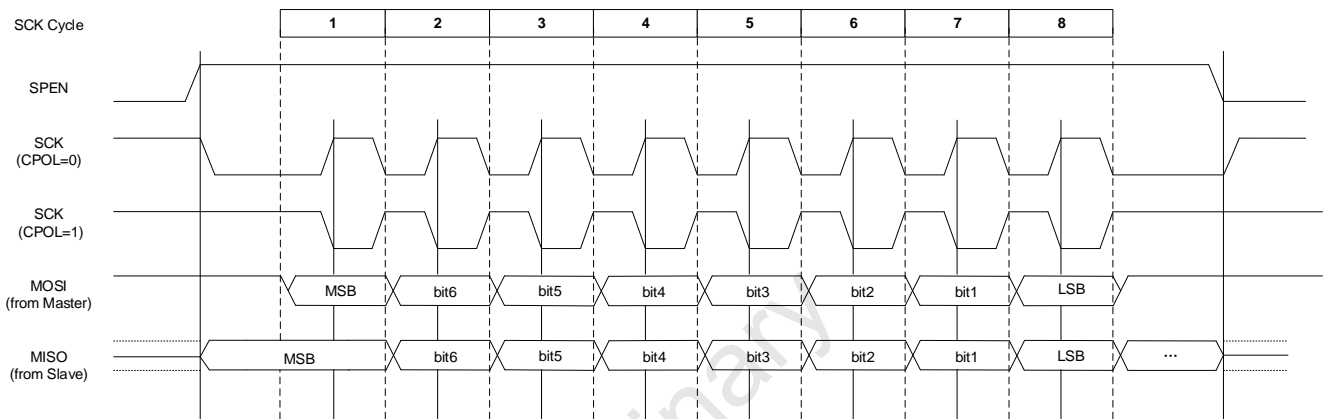 SCK Cycle 1 2 3 4 5 6 7 8
SPEN
SCK
(CPOL=0)
SCK
(CPOL=1)
MOSI
(from Master)
MSB bit6 bit5 bit4 bit3 bit2 bit1 LSB
MISO
(from Slave)
MSB bit6 bit5 bit4 bit3 bit2 bit1 LSB ...
inary